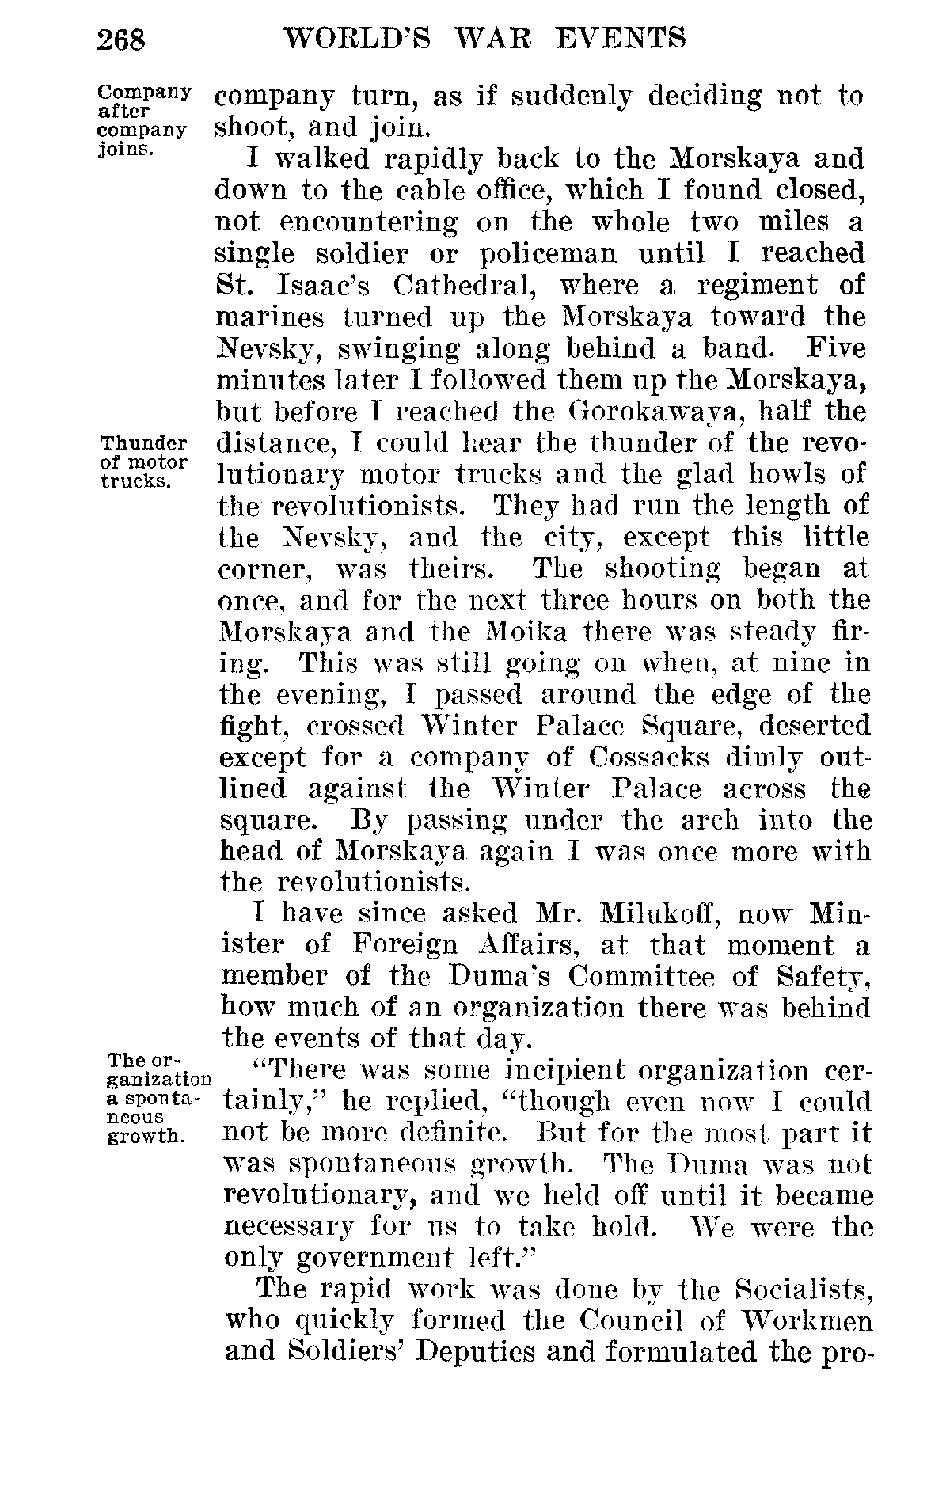 268 WORLD'S WAR EVENTS
Company
after
company
joins.
company turn, as if suddenly deciding not to
shoot, and join.
I walked rapidly back to the Morskaya and
down to the cable office, which I found closed,
not encountering on the whole two miles a
single soldier or policeman until I reached
St. Isaac's Cathedral, where a regiment of
marines turned up the Morskaya toward the
Nevsky, swinging along behind a band. Five
minutes later I followed them up the Morskaya,
but before I reached the Gorokawaya, half the
Thunder
of motor
trucks.
distance, I could hear the thunder of the revo-
lutionary motor trucks and the glad howls of
the revolutionists. They had run the length of
the Nevsky, and the city, except this little
corner, was theirs. The shooting began at
once, and for the next three hours on both the
Morskaya and the Moika there was steady fir-
ing. This was still going on when, at nine in
the evening, I passed around the edge of the
fight, crossed Winter Palace Square, deserted
except for a company of Cossacks dimly out-
lined against the Winter Palace across the
square. By passing under the arch into the
head of Morskaya again I was once more with
the revolutionists.
I have since asked Mr. Milukoff, now Min-
ister of Foreign Affairs, at that moment a
member of the Duma's Committee of Safety,
how much of an organization there was behind
the events of that day.
The or-
ganization
a sponta-
neous
growth.
"There was some incipient organization cer-
tainly," he replied, "though even now I could
not be more definite. But for the most part it
was spontaneous growth. The Duma was not
revolutionary, and we held off until it became
necessary for us to take hold. We were the
only government left."
The rapid work was done by the Socialists,
who quickly formed the Council of Workmen
and Soldiers' Deputies and formulated the pro-